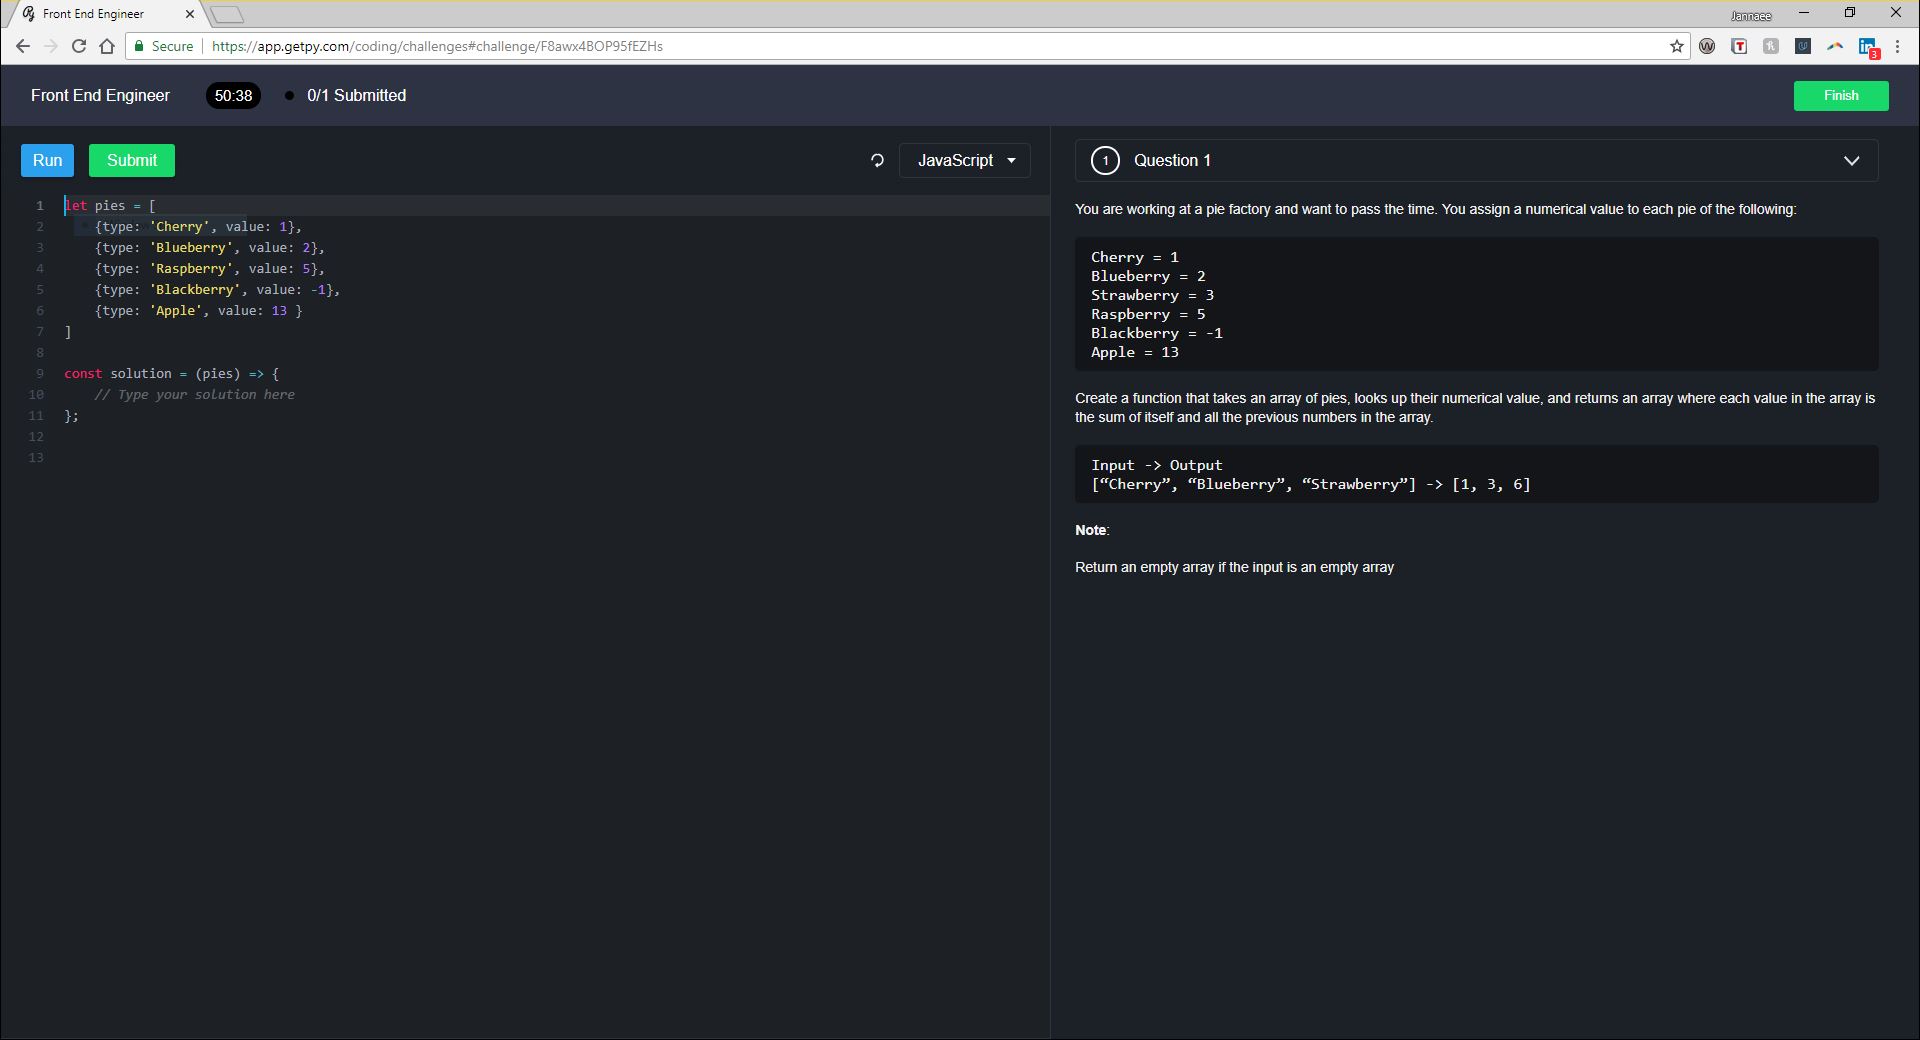 Front End Engineer
Jannaee
Secure
https://app.getpy.com/coding/challenges#challenge/F8awx4BOP95fEZHs
3
Front End Engineer
50:38
0/1 Submitted
Finish
Run
Submit
JavaScript
1 let pies = [
2 {type: 'Cherry', value: 1},
3 {type: 'Blueberry', value: 2},
4 {type: 'Raspberry', value: 5},
5 {type: 'Blackberry', value: -1},
6 {type: 'Apple', value: 13 }
7 ]
8
9 const solution = (pies) => {
10 // Type your solution here
11 };
12
13
1 Question 1
You are working at a pie factory and want to pass the time. You assign a numerical value to each pie of the following:
Cherry = 1
Blueberry = 2
Strawberry = 3
Raspberry = 5
Blackberry = -1
Apple = 13
Create a function that takes an array of pies, looks up their numerical value, and returns an array where each value in the array is
the sum of itself and all the previous numbers in the array.
Input -> Output
[“Cherry”, “Blueberry”, “Strawberry”] -> [1, 3, 6]
Note:
Return an empty array if the input is an empty array